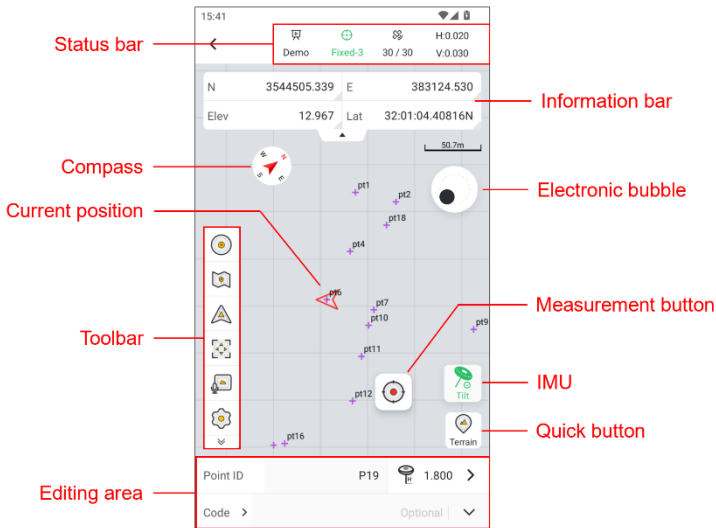 15:41
Status bar
Demo
Fixed-3
30 / 30
H:0.020
V:0.030
N 3544505.339 E 383124.530
Elev 12.967 Lat 32:01:04.40816N
Information bar
50.7m
Compass
W N
S E
Electronic bubble
pt1
pt2
Current position
pt18
pt4
pt6
pt7
Measurement button
pt10
pt9
Toolbar
pt11
IMU
Tilt
pt12
Quick button
Terrain
pt16
Point ID P19 H 1.800
Editing area
Code Optional